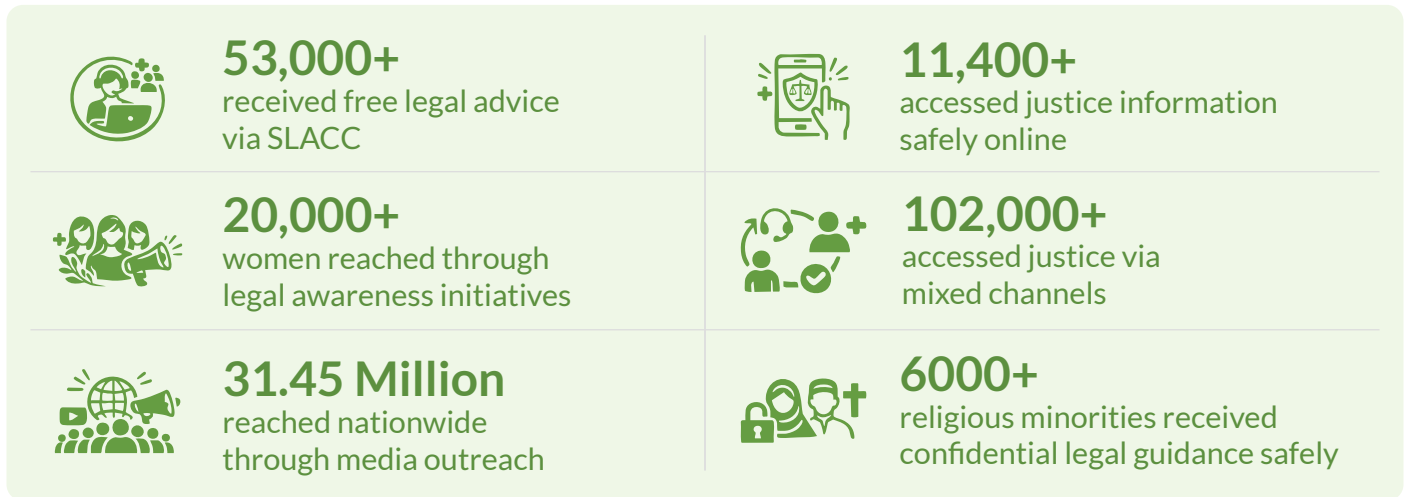 53,000+
received free legal advice
via SLACC
11,400+
accessed justice information
safely online
20,000+
women reached through
legal awareness initiatives
102,000+
accessed justice via
mixed channels
31.45 Million
reached nationwide
through media outreach
6000+
religious minorities received
confidential legal guidance safely